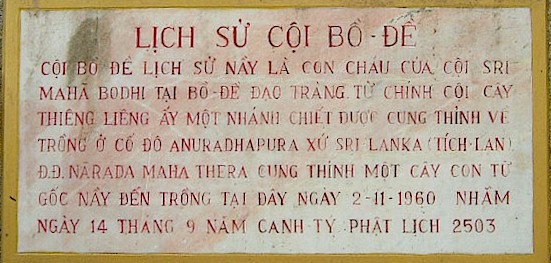 LỊCH SỬ CỘI BỒ-ĐỀ
CỘI BỒ ĐỀ LỊCH SỬ NẦY LÀ CON CHÁU CỦA CỘI SRI
MAHĀ BODHI TẠI BỒ-ĐỀ ĐẠO TRÀNG. TỪ CHÍNH CỘI CÂY
THIÊNG LIÊNG ẤY MỘT NHÁNH CHIẾT ĐƯỢC CUNG THỈNH VỀ
TRỒNG Ở CỐ ĐÔ ANURADHAPURA XỨ SRI LANKA (TÍCH-LAN)
Đ.Đ. NĀRADA MAHA THERA CUNG THỈNH MỘT CÂY CON TỪ
GỐC NẦY ĐẾN TRỒNG TẠI ĐÂY NGÀY 2-11-1960 NHẰM
NGÀY 14 THÁNG 9 NĂM CANH-TÝ. PHẬT LỊCH 2503